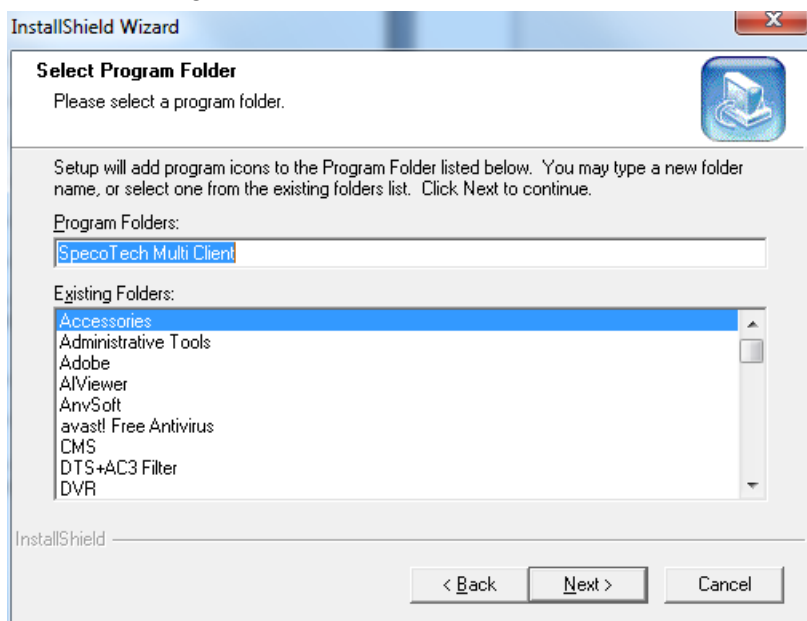 InstallShield Wizard
Select Program Folder
Please select a program folder.
Setup will add program icons to the Program Folder listed below.  You may type a new folder
name, or select one from the existing folders list.  Click Next to continue.
Program Folders:
SpecoTech Multi Client
Existing Folders:
Accessories
Administrative Tools
Adobe
AIViewer
AnvSoft
avast! Free Antivirus
CMS
DTS+AC3 Filter
DVR
InstallShield
< Back
Next >
Cancel